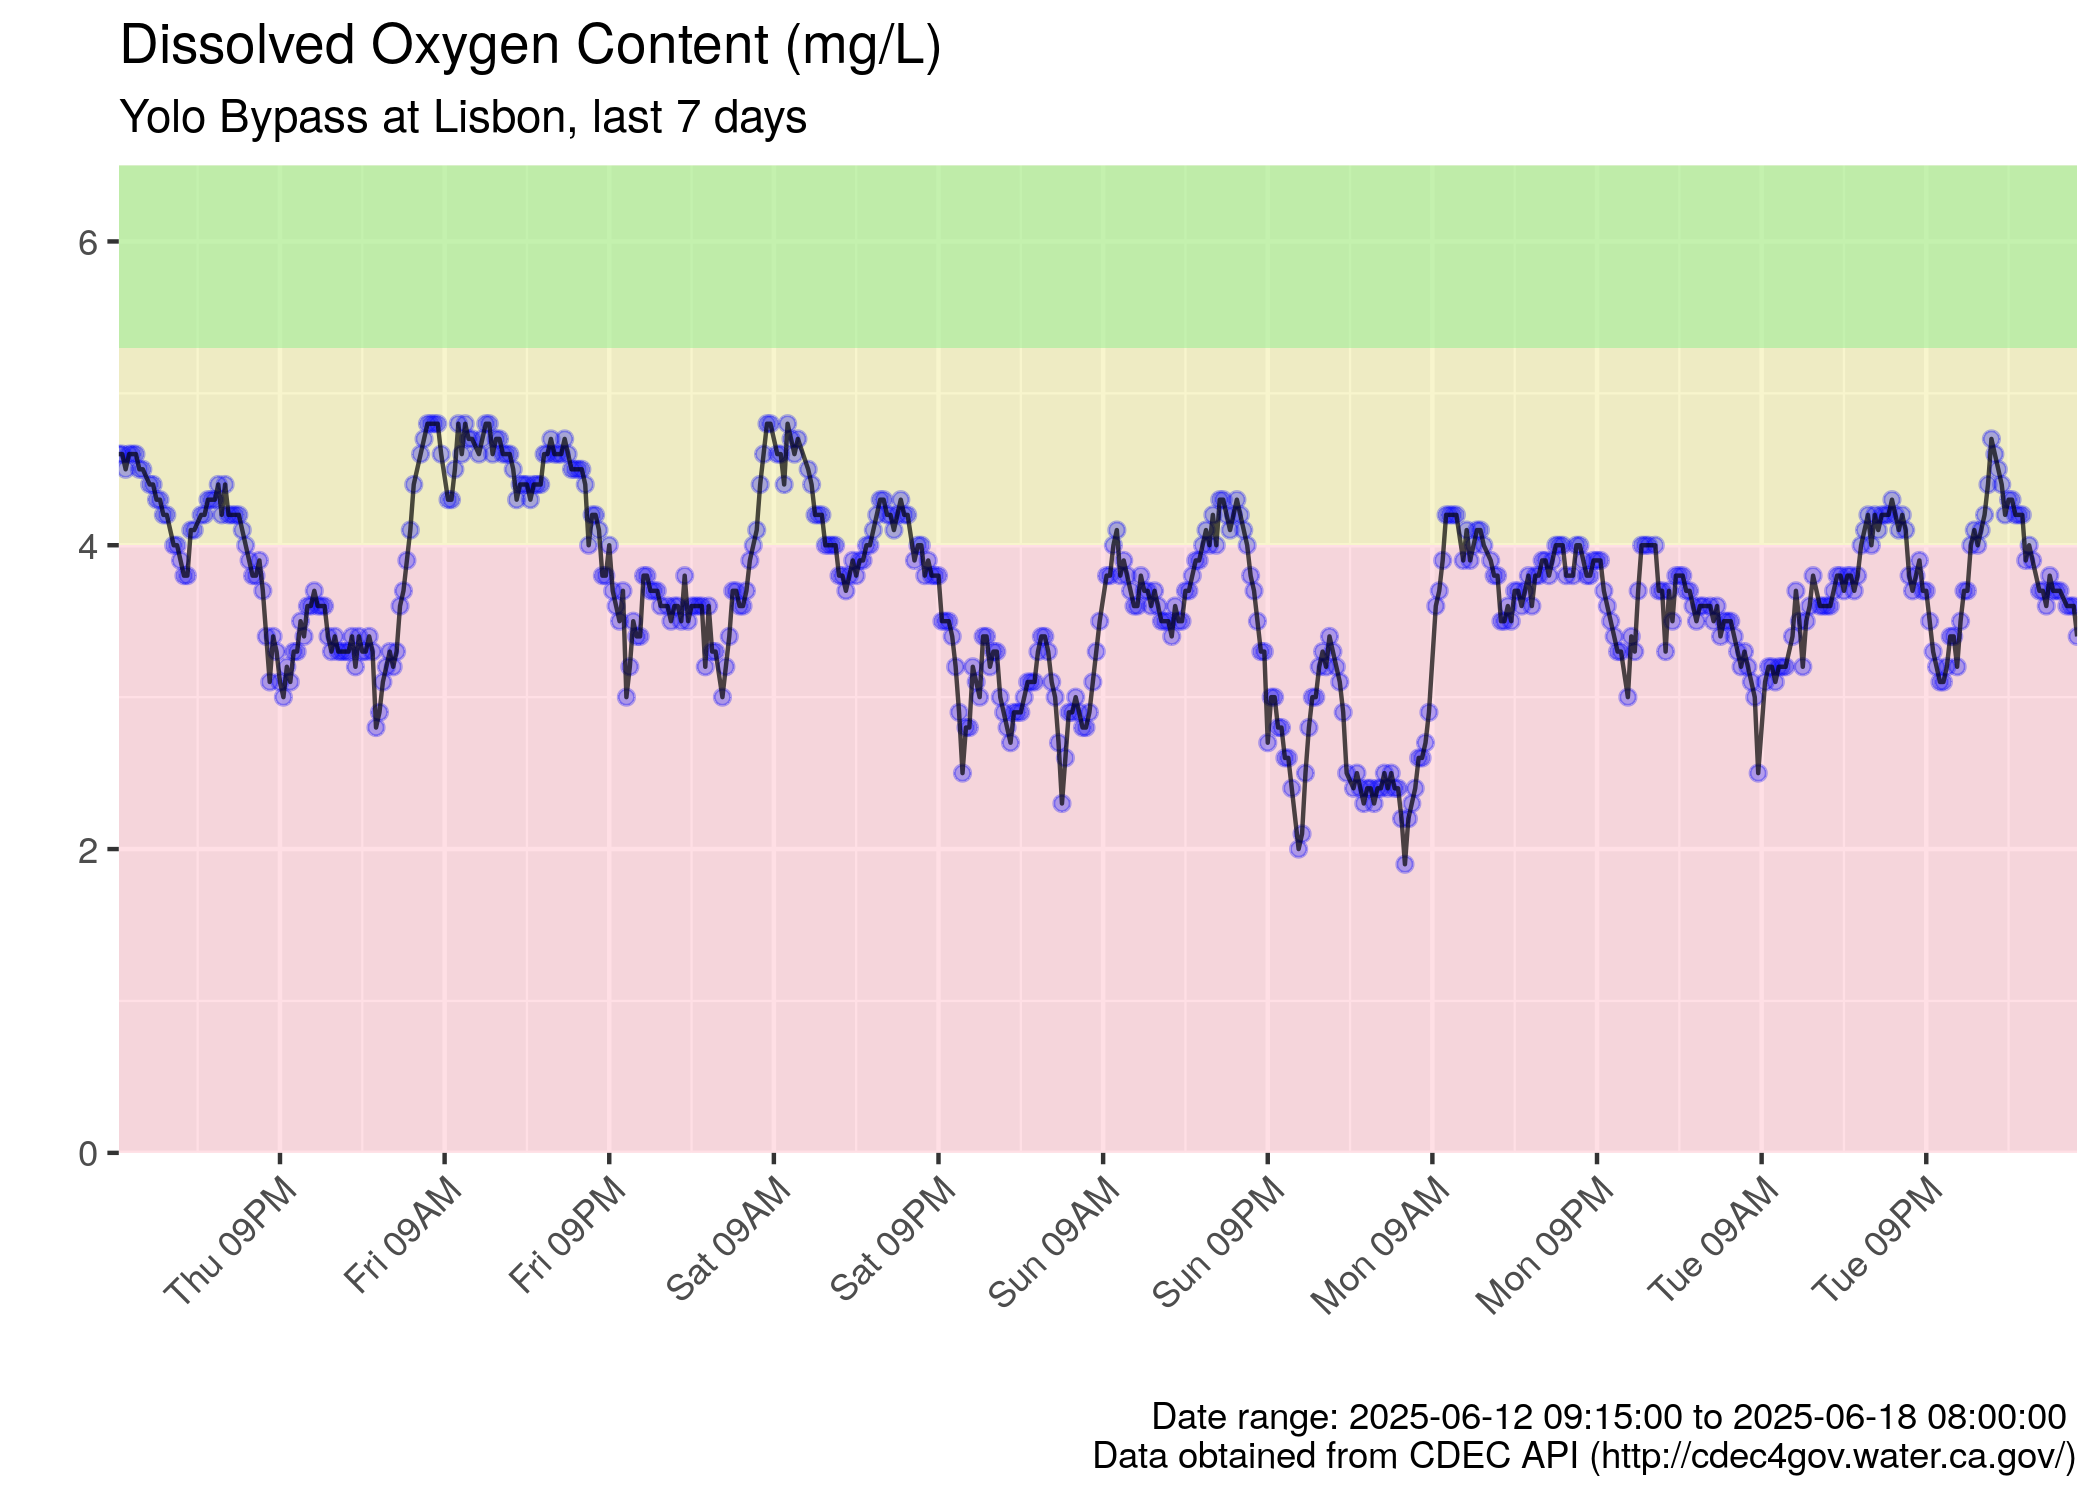 Dissolved Oxygen Content (mg/L)
Yolo Bypass at Lisbon, last 7 days
6
4
2
0
Thu 09PM
Fri 09AM
Fri 09PM
Sat 09AM
Sat 09PM
Sun 09AM
Sun 09PM
Mon 09AM
Mon 09PM
Tue 09AM
Tue 09PM
Date range: 2025-06-12 09:15:00 to 2025-06-18 08:00:00
Data obtained from CDEC API (http://cdec4gov.water.ca.gov/)